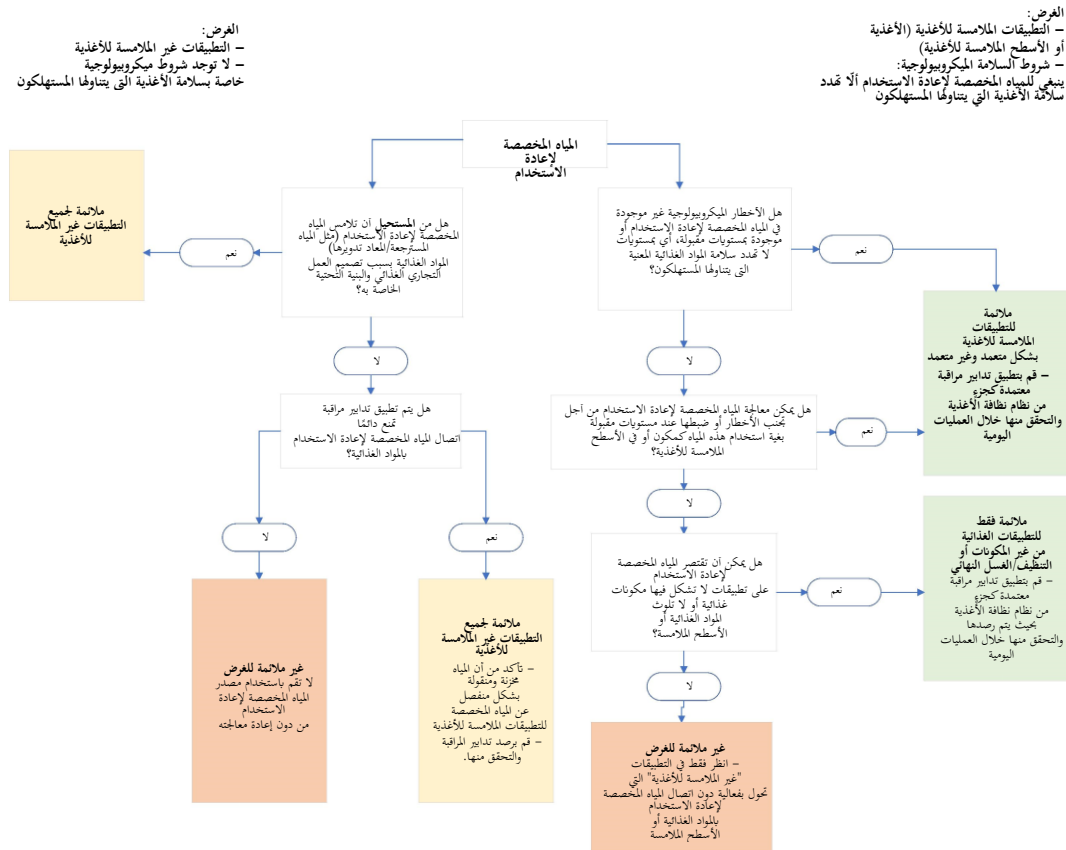 الغرض:
– التطبيقات الملامسة للأغذية (الأغذية
أو الأسطح الملامسة للأغذية)
– شروط السلامة الميكروبيولوجية:
ينبغي للمياه المخصصة لإعادة الاستخدام ألّا تهدد
سلامة الأغذية التي يتناولها المستهلكون
الغرض:
– التطبيقات غير الملامسة للأغذية
– لا توجد شروط ميكروبيولوجية
خاصة بسلامة الأغذية التي يتناولها المستهلكون
المياه المخصصة
لإعادة
الاستخدام
هل الأخطار الميكروبيولوجية غير موجودة
في المياه المخصصة لإعادة الاستخدام أو
موجودة بمستويات مقبولة، أي بمستويات
لا تهدد سلامة المواد الغذائية المعنية
التي يتناولها المستهلكون؟
نعم
ملائمة
للتطبيقات
الملامسة للأغذية
بشكل متعمد وغير متعمد
– قم بتطبيق تدابير مراقبة
معتمدة كجزء
من نظام نظافة الأغذية
والتحقق منها خلال العمليات
اليومية
لا
هل يمكن معالجة المياه المخصصة لإعادة الاستخدام من أجل
تجنب الأخطار أو ضبطها عند مستويات مقبولة
بغية استخدام هذه المياه كمكون أو في الأسطح
الملامسة للأغذية؟
نعم
لا
هل يمكن أن تقتصر المياه المخصصة
لإعادة الاستخدام
على تطبيقات لا تشكل فيها مكونات
غذائية أو لا تلوث
المواد الغذائية أو
الأسطح الملامسة؟
نعم
ملائمة فقط
للتطبيقات الغذائية
من غير المكونات أو
التنظيف/الغسل النهائي
– قم بتطبيق تدابير مراقبة
معتمدة كجزء
من نظام نظافة الأغذية
بحيث يتم رصدها
والتحقق منها خلال العمليات
اليومية
لا
غير ملائمة للغرض
– انظر فقط في التطبيقات
"غير الملامسة للأغذية" التي
تحول بفعالية دون اتصال المياه المخصصة
لإعادة الاستخدام
بالمواد الغذائية أو
الأسطح الملامسة
هل من المستحيل أن تلامس المياه
المخصصة لإعادة الاستخدام (مثل المياه
المسترجعة/المعاد تدويرها)
المواد الغذائية بسبب تصميم العمل
التجاري الغذائي والبنية التحتية
الخاصة به؟
نعم
ملائمة لجميع
التطبيقات غير الملامسة
للأغذية
لا
هل يتم تطبيق تدابير مراقبة
تمنع دائمًا
اتصال المياه المخصصة لإعادة الاستخدام
بالمواد الغذائية؟
نعم
ملائمة لجميع
التطبيقات غير الملامسة
للأغذية
– تأكد من أن المياه
مخزنة ومنقولة
بشكل منفصل
عن المياه المخصصة
للتطبيقات الملامسة للأغذية
– قم برصد تدابير المراقبة
والتحقق منها.
لا
غير ملائمة للغرض
لا تقم باستخدام مصدر
المياه المخصصة لإعادة
الاستخدام
من دون إعادة معالجته